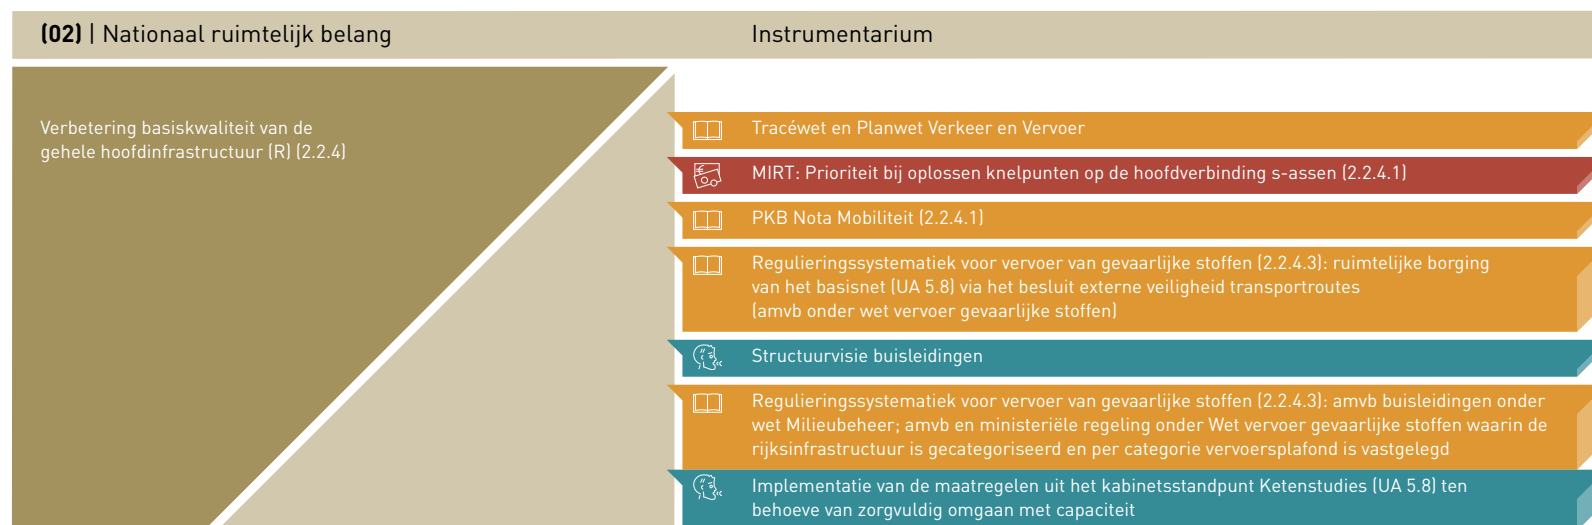 (02) | Nationaal ruimtelijk belang
Instrumentarium
Verbetering basiskwaliteit van de
gehele hoofdinfrastructuur (R) (2.2.4)
Tracéwet en Planwet Verkeer en Vervoer
MIRT: Prioriteit bij oplossen knelpunten op de hoofdverbinding s-assen (2.2.4.1)
PKB Nota Mobiliteit (2.2.4.1)
Regulieringssystematiek voor vervoer van gevaarlijke stoffen (2.2.4.3): ruimtelijke borging
van het basisnet (UA 5.8) via het besluit externe veiligheid transportroutes
(amvb onder wet vervoer gevaarlijke stoffen)
Structuurvisie buisleidingen
Regulieringssystematiek voor vervoer van gevaarlijke stoffen (2.2.4.3): amvb buisleidingen onder
wet Milieubeheer; amvb en ministeriële regeling onder Wet vervoer gevaarlijke stoffen waarin de
rijksinfrastructuur is gecategoriseerd en per categorie vervoersplafond is vastgelegd
Implementatie van de maatregelen uit het kabinetsstandpunt Ketenstudies (UA 5.8) ten
behoeve van zorgvuldig omgaan met capaciteit